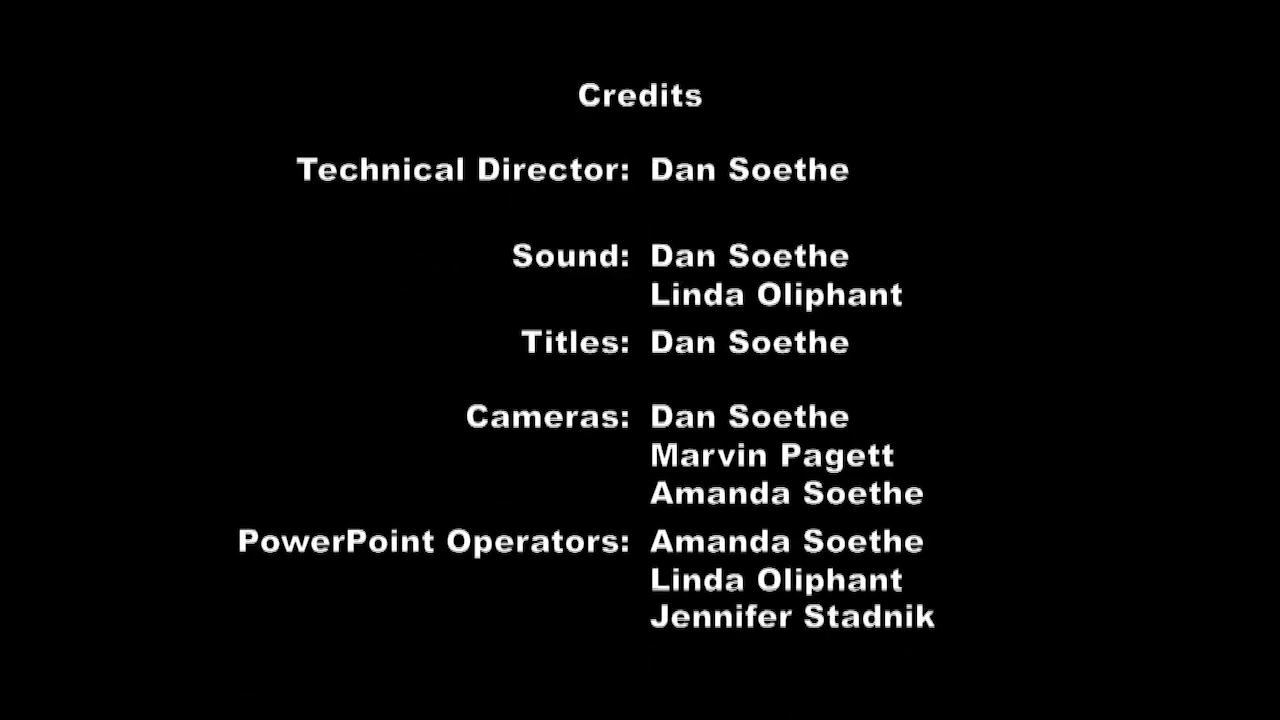 Credits
Technical Director: Dan Soethe
Sound: Dan Soethe
Linda Oliphant
Titles: Dan Soethe
Cameras: Dan Soethe
Marvin Pagett
Amanda Soethe
PowerPoint Operators: Amanda Soethe
Linda Oliphant
Jennifer Stadnik